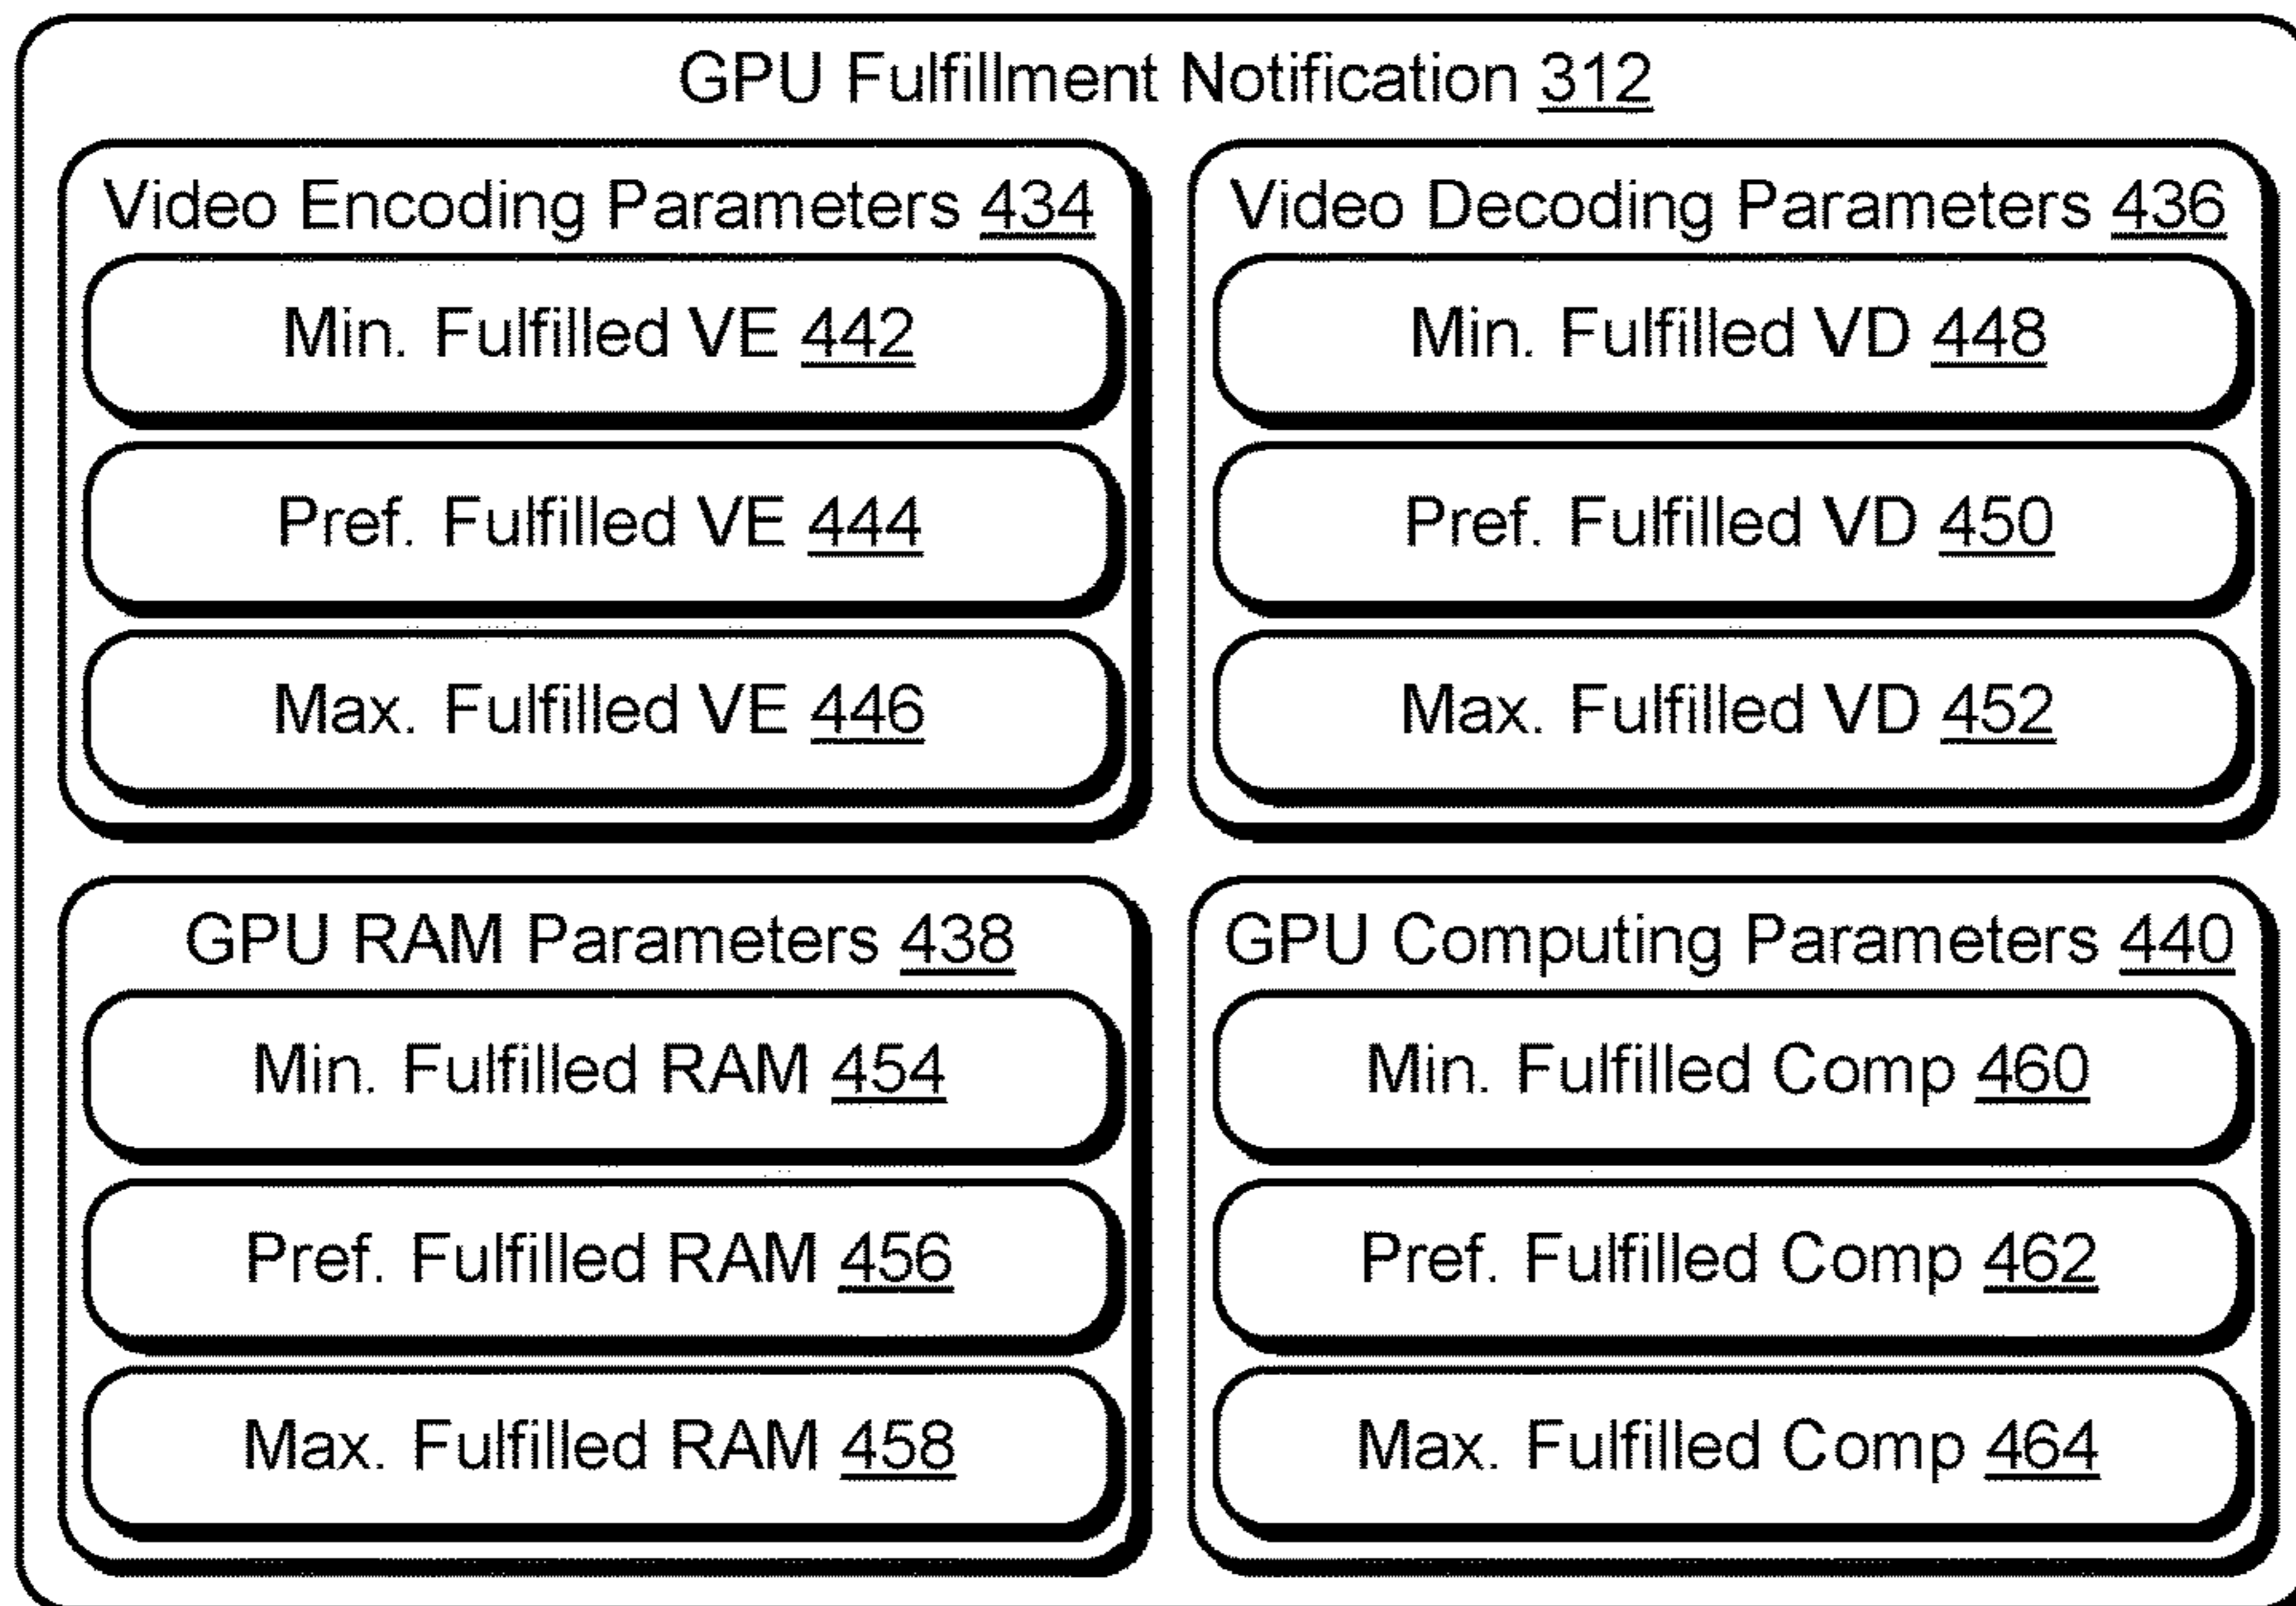 GPU Fulfillment Notification 312
Video Encoding Parameters 434
Min. Fulfilled VE 442
Pref. Fulfilled VE 444
Max. Fulfilled VE 446
Video Decoding Parameters 436
Min. Fulfilled VD 448
Pref. Fulfilled VD 450
Max. Fulfilled VD 452
GPU RAM Parameters 438
Min. Fulfilled RAM 454
Pref. Fulfilled RAM 456
Max. Fulfilled RAM 458
GPU Computing Parameters 440
Min. Fulfilled Comp 460
Pref. Fulfilled Comp 462
Max. Fulfilled Comp 464